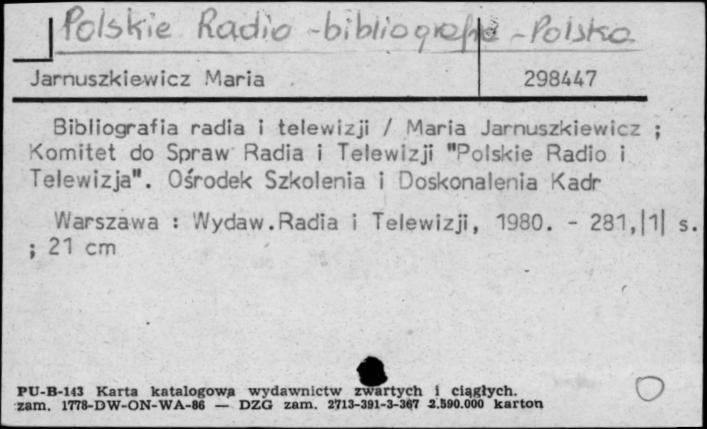 Polskie Radio - bibliografie - Polska
Jarnuszkiewicz Maria 298447
Bibliografia radia i telewizji / Maria Jarnuszkiewicz ;
Komitet do Spraw Radia i Telewizji "Polskie Radio i
Telewizja". Ośrodek Szkolenia i Doskonalenia Kadr
Warszawa : Wydaw.Radia i Telewizji, 1980. - 281,|1| s.
; 21 cm
PU-B-143 Karta katalogowa wydawnictw zwartych i ciągłych.
zam. 1778-DW-ON-WA-86 — DZG zam. 2713-391-3-367 2.590.000 karton